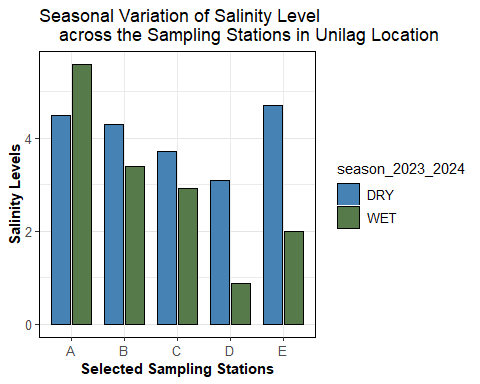 Seasonal Variation of Salinity Level
across the Sampling Stations in Unilag Location
Salinity Levels
4
2
0
A B C D E
Selected Sampling Stations
season_2023_2024
DRY
WET